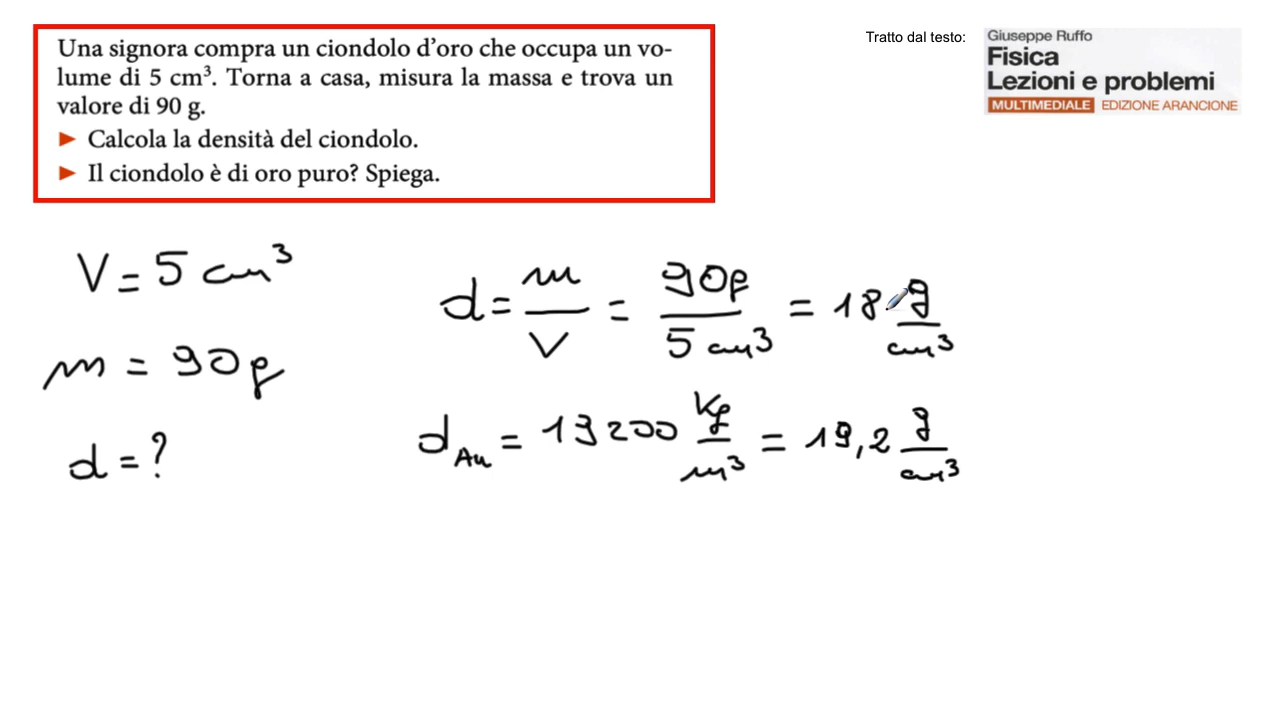 Una signora compra un ciondolo d'oro che occupa un vo-
lume di 5 cm³. Torna a casa, misura la massa e trova un
valore di 90 g.
► Calcola la densità del ciondolo.
► Il ciondolo è di oro puro? Spiega.
Tratto dal testo:
Giuseppe Ruffo
Fisica
Lezioni e problemi
MULTIMEDIALE EDIZIONE ARANCIONE
V = 5 cm³
m = 90g
d = ?
d = m/V = 90g/5 cm³ = 18 g/cm³
d_Au = 19200 kg/m³ = 19,2 g/cm³